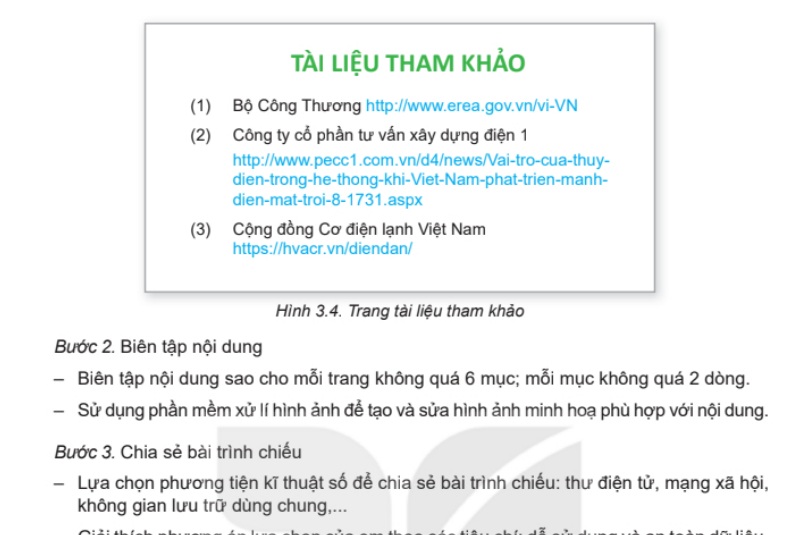 TÀI LIỆU THAM KHẢO
(1) Bộ Công Thương http://www.erea.gov.vn/vi-VN
(2) Công ty cổ phần tư vấn xây dựng điện 1
http://www.pecc1.com.vn/d4/news/Vai-tro-cua-thuy-
dien-trong-he-thong-khi-Viet-Nam-phat-trien-manh-
dien-mat-troi-8-1731.aspx
(3) Cộng đồng Cơ điện lạnh Việt Nam
https://hvacr.vn/diendan/
Hình 3.4. Trang tài liệu tham khảo
Bước 2. Biên tập nội dung
– Biên tập nội dung sao cho mỗi trang không quá 6 mục; mỗi mục không quá 2 dòng.
– Sử dụng phần mềm xử lí hình ảnh để tạo và sửa hình ảnh minh hoạ phù hợp với nội dung.
Bước 3. Chia sẻ bài trình chiếu
– Lựa chọn phương tiện kĩ thuật số để chia sẻ bài trình chiếu: thư điện tử, mạng xã hội,
không gian lưu trữ dùng chung,...